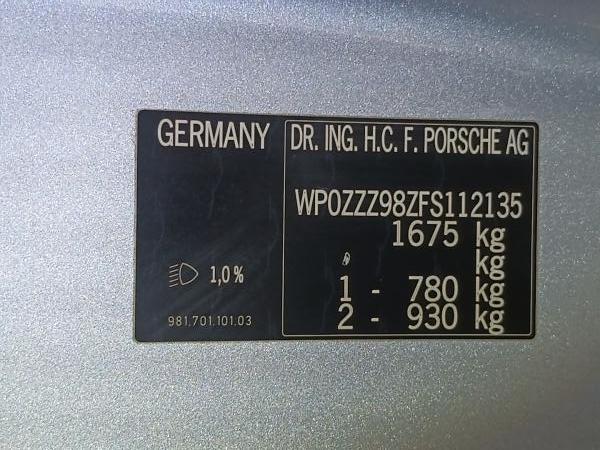 GERMANY
DR. ING. H.C. F. PORSCHE AG
WP0ZZZ98ZFS112135
1675 kg
kg
1 - 780 kg
2 - 930 kg
1,0%
981.701.101.03